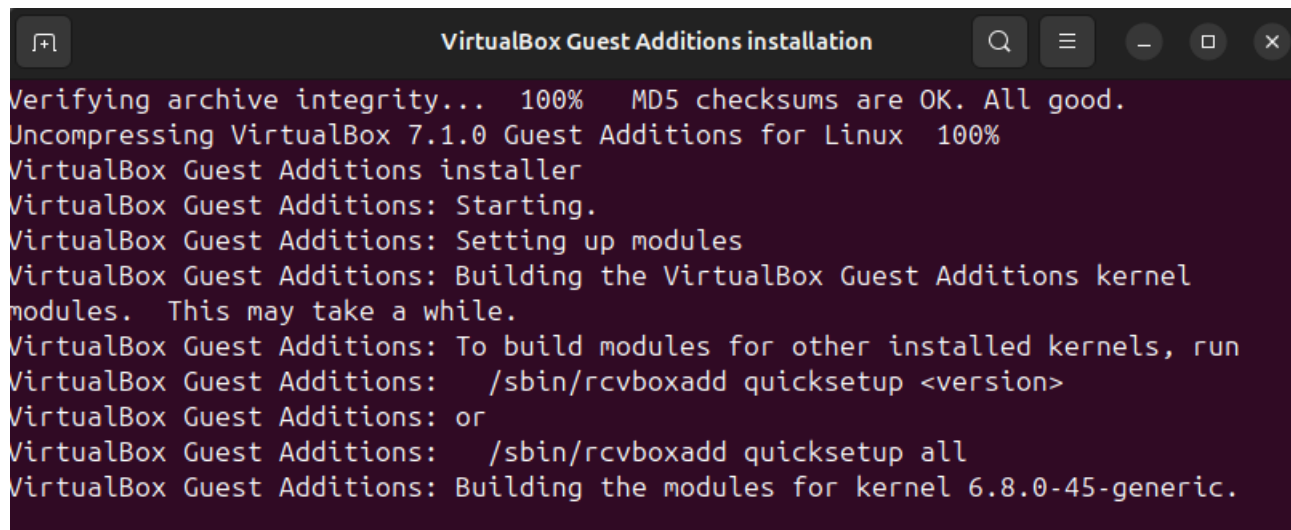 VirtualBox Guest Additions installation
Verifying archive integrity...  100%   MD5 checksums are OK. All good.
Uncompressing VirtualBox 7.1.0 Guest Additions for Linux  100%
VirtualBox Guest Additions installer
VirtualBox Guest Additions: Starting.
VirtualBox Guest Additions: Setting up modules
VirtualBox Guest Additions: Building the VirtualBox Guest Additions kernel
modules.  This may take a while.
VirtualBox Guest Additions: To build modules for other installed kernels, run
VirtualBox Guest Additions:   /sbin/rcvboxadd quicksetup <version>
VirtualBox Guest Additions: or
VirtualBox Guest Additions:   /sbin/rcvboxadd quicksetup all
VirtualBox Guest Additions: Building the modules for kernel 6.8.0-45-generic.